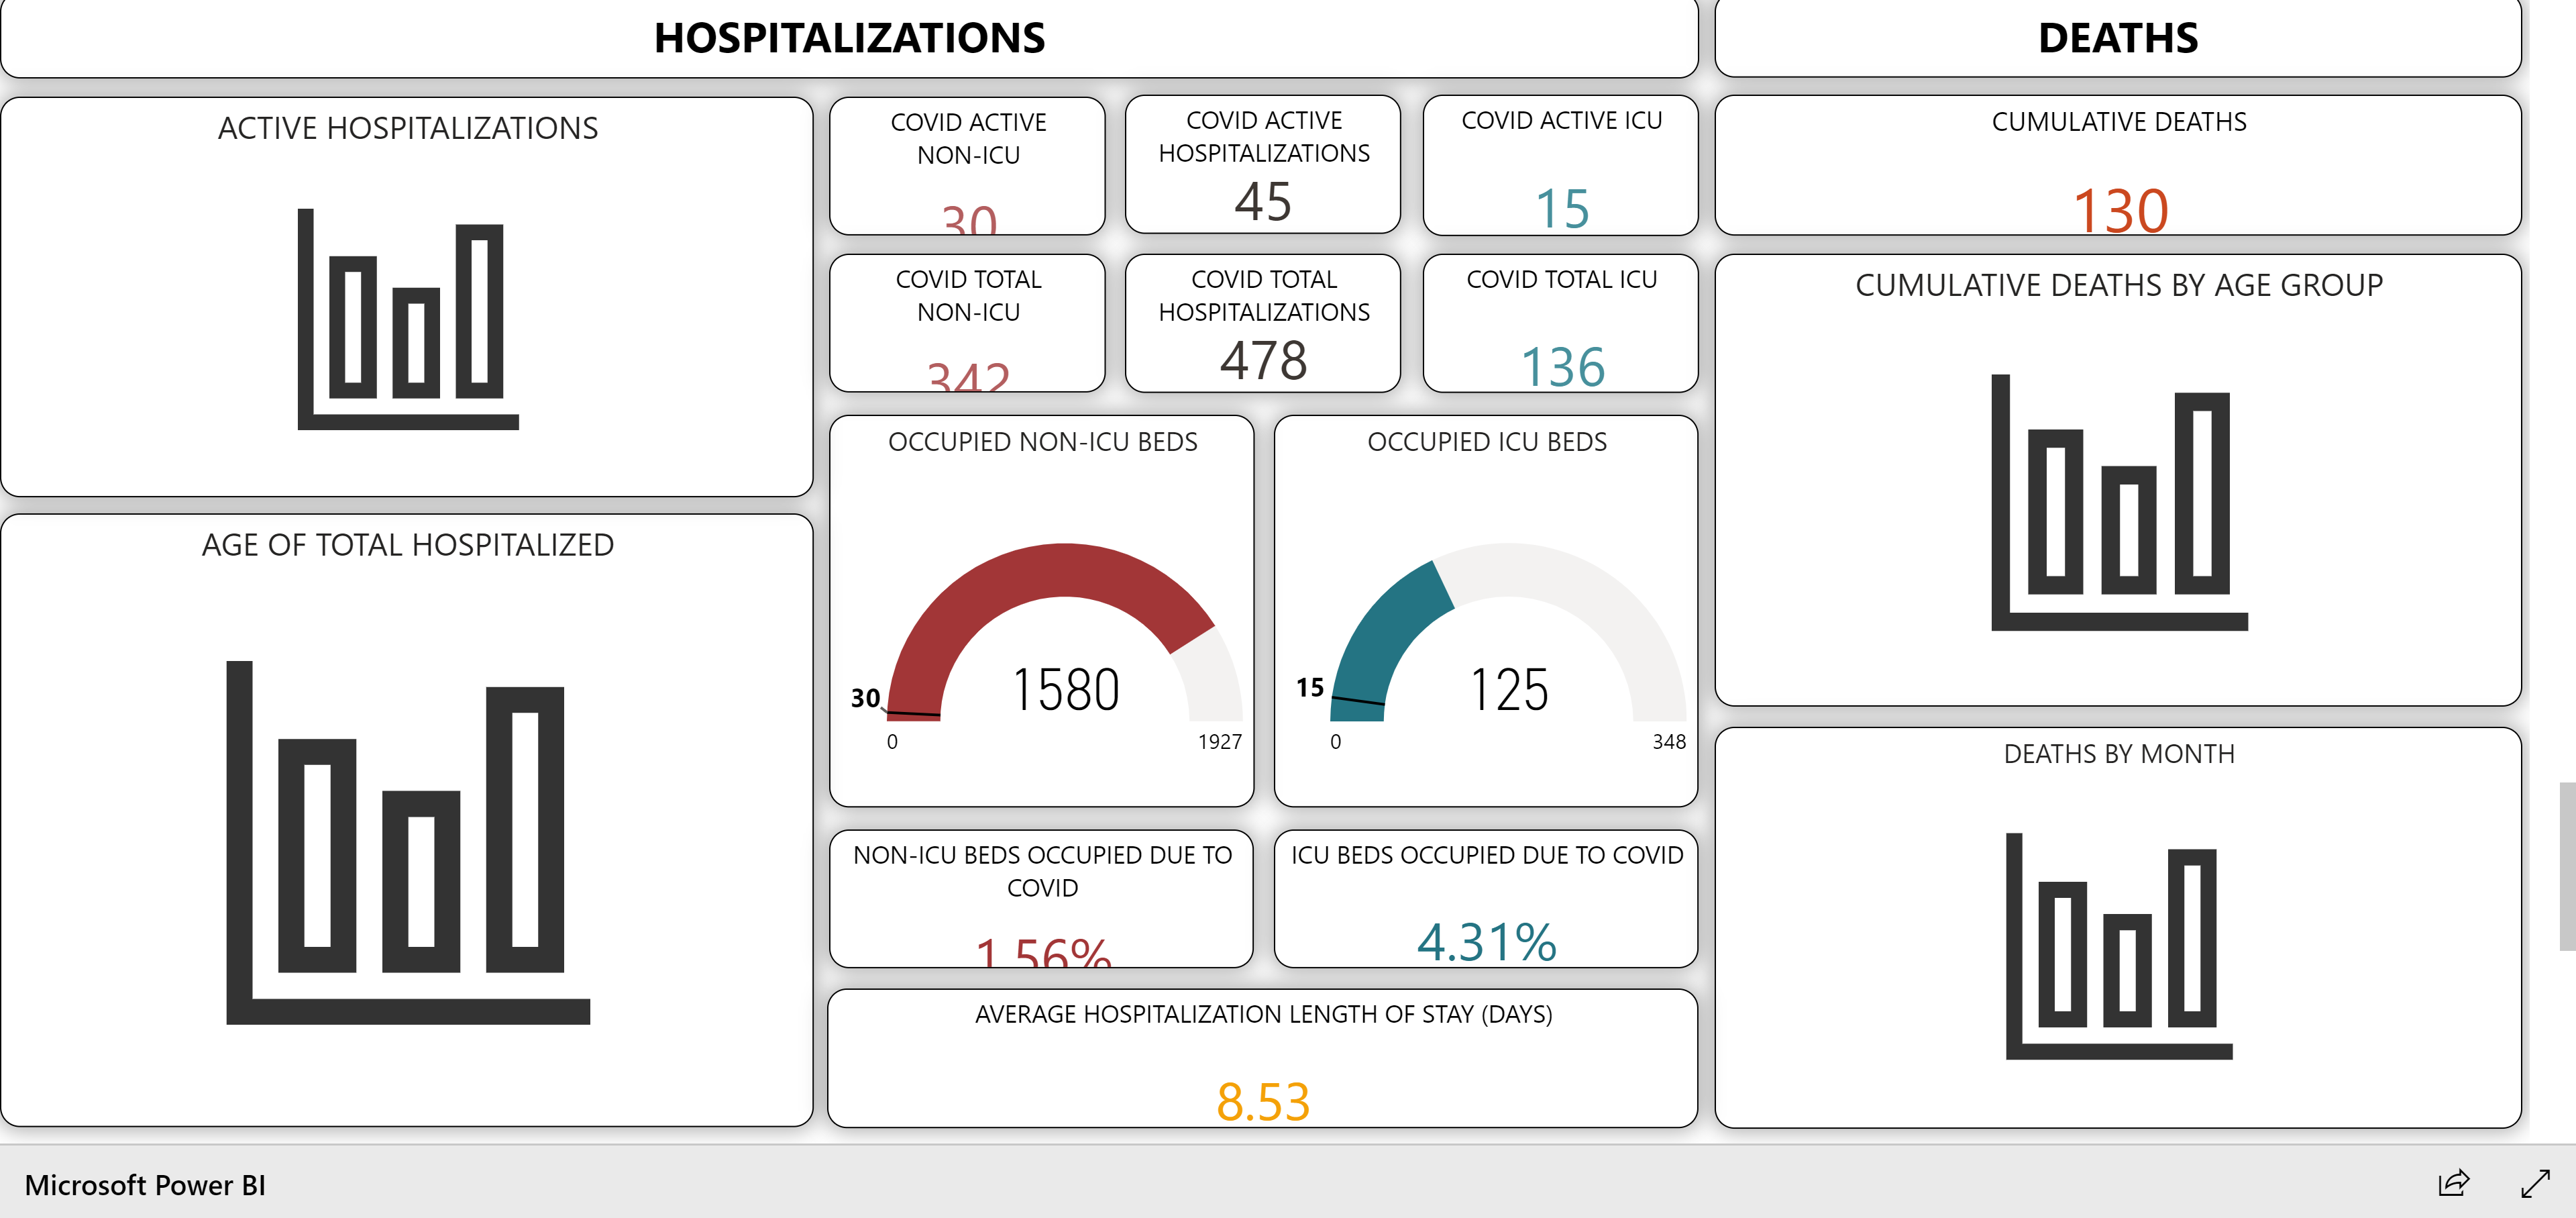 HOSPITALIZATIONS
DEATHS
ACTIVE HOSPITALIZATIONS
COVID ACTIVE
NON-ICU
30
COVID ACTIVE
HOSPITALIZATIONS
45
COVID ACTIVE ICU
15
CUMULATIVE DEATHS
130
COVID TOTAL
NON-ICU
342
COVID TOTAL
HOSPITALIZATIONS
478
COVID TOTAL ICU
136
CUMULATIVE DEATHS BY AGE GROUP
OCCUPIED NON-ICU BEDS
30
1580
0
1927
OCCUPIED ICU BEDS
15
125
0
348
AGE OF TOTAL HOSPITALIZED
DEATHS BY MONTH
NON-ICU BEDS OCCUPIED DUE TO
COVID
1.56%
ICU BEDS OCCUPIED DUE TO COVID
4.31%
AVERAGE HOSPITALIZATION LENGTH OF STAY (DAYS)
8.53
Microsoft Power BI